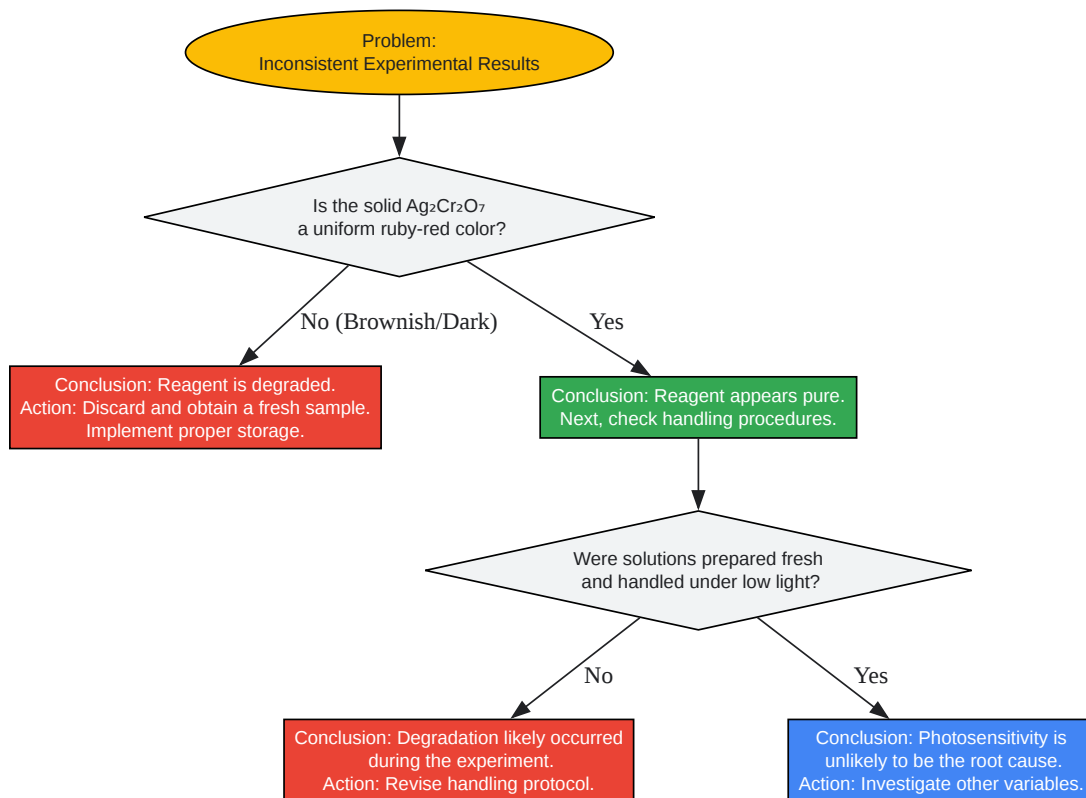 Problem:
Inconsistent Experimental Results
Is the solid Ag₂Cr₂O₇
a uniform ruby-red color?
No (Brownish/Dark)
Yes
Conclusion: Reagent is degraded.
Action: Discard and obtain a fresh sample.
Implement proper storage.
Conclusion: Reagent appears pure.
Next, check handling procedures.
Were solutions prepared fresh
and handled under low light?
No
Yes
Conclusion: Degradation likely occurred
during the experiment.
Action: Revise handling protocol.
Conclusion: Photosensitivity is
unlikely to be the root cause.
Action: Investigate other variables.